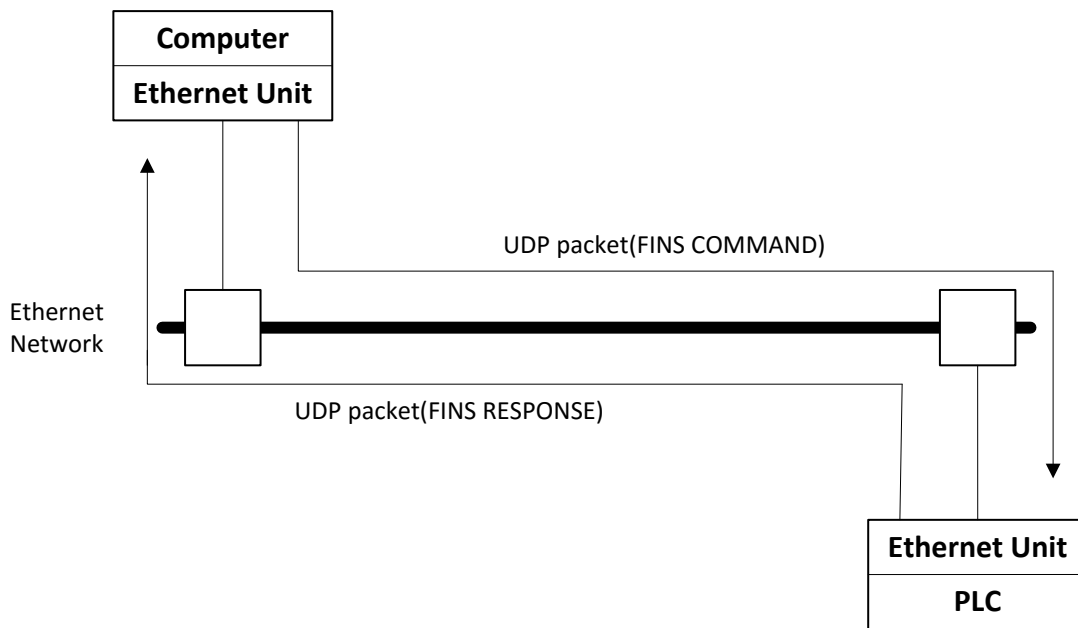 Computer
Ethernet Unit
UDP packet(FINS COMMAND)
Ethernet
Network
UDP packet(FINS RESPONSE)
Ethernet Unit
PLC